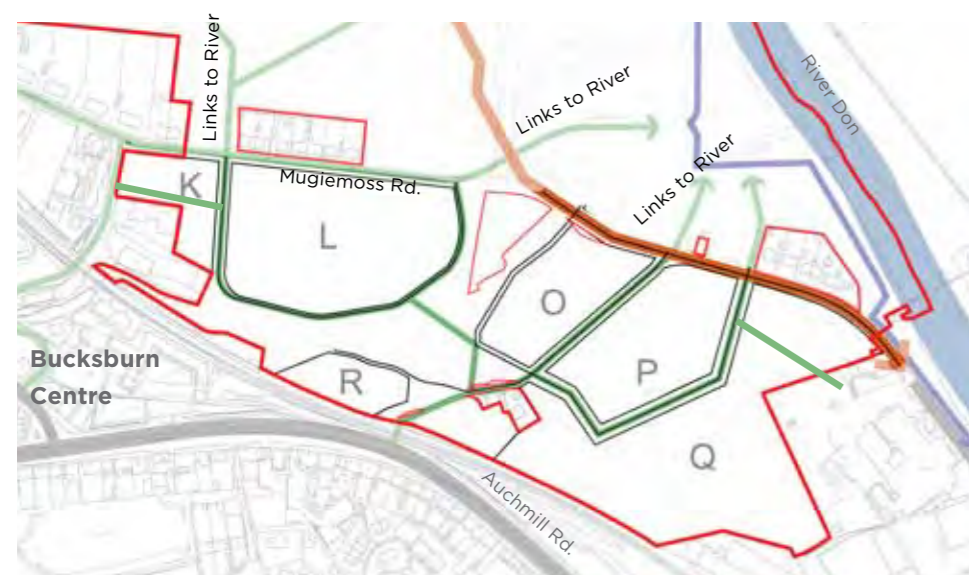 Links to River
River Don
Links to River
Links to River
Mugiemoss Rd.
K
L
O
P
R
Q
Bucksburn
Centre
Auchmill Rd.